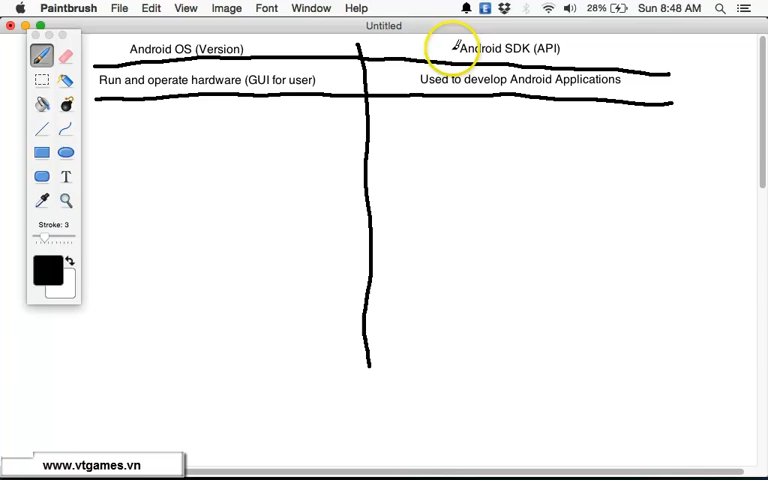 Paintbrush File Edit View Image Font Window Help 28% Sun 8:48 AM
Untitled
Android OS (Version) Android SDK (API)
Run and operate hardware (GUI for user) Used to develop Android Applications
T
Stroke: 3
www.vtgames.vn